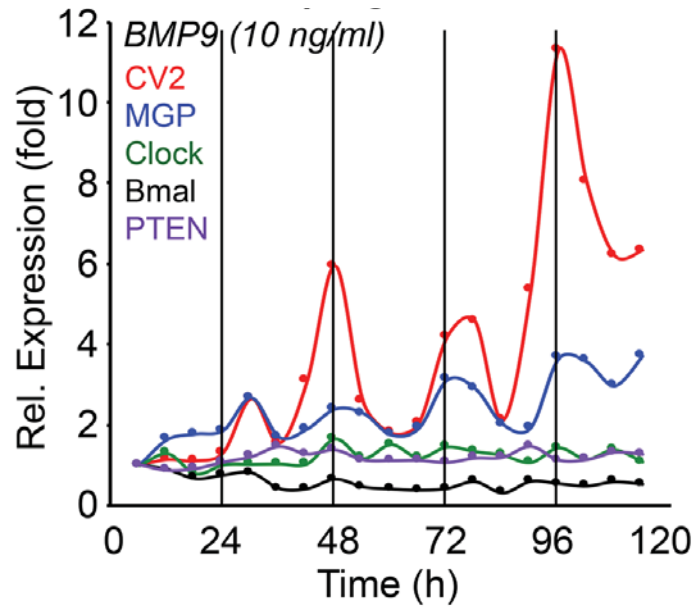 BMP9 (10 ng/ml)
CV2
MGP
Clock
Bmal
PTEN
Rel. Expression (fold)
12
10
8
6
4
2
0
0 24 48 72 96 120
Time (h)